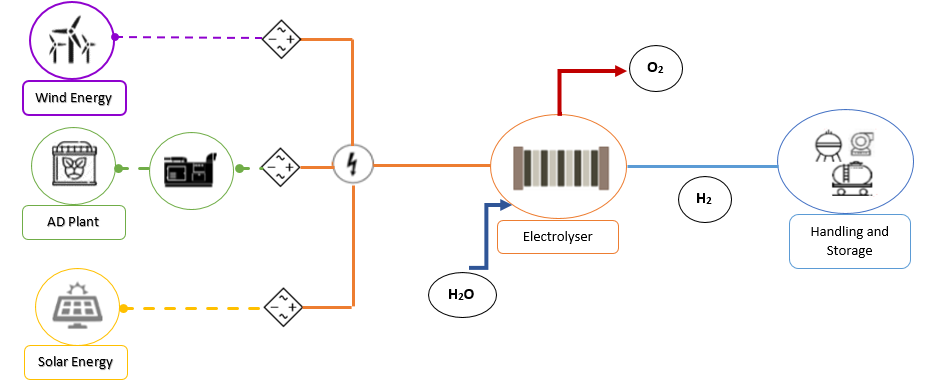 Wind Energy
AD Plant
Solar Energy
O₂
H₂O
Electrolyser
H₂
Handling and
Storage